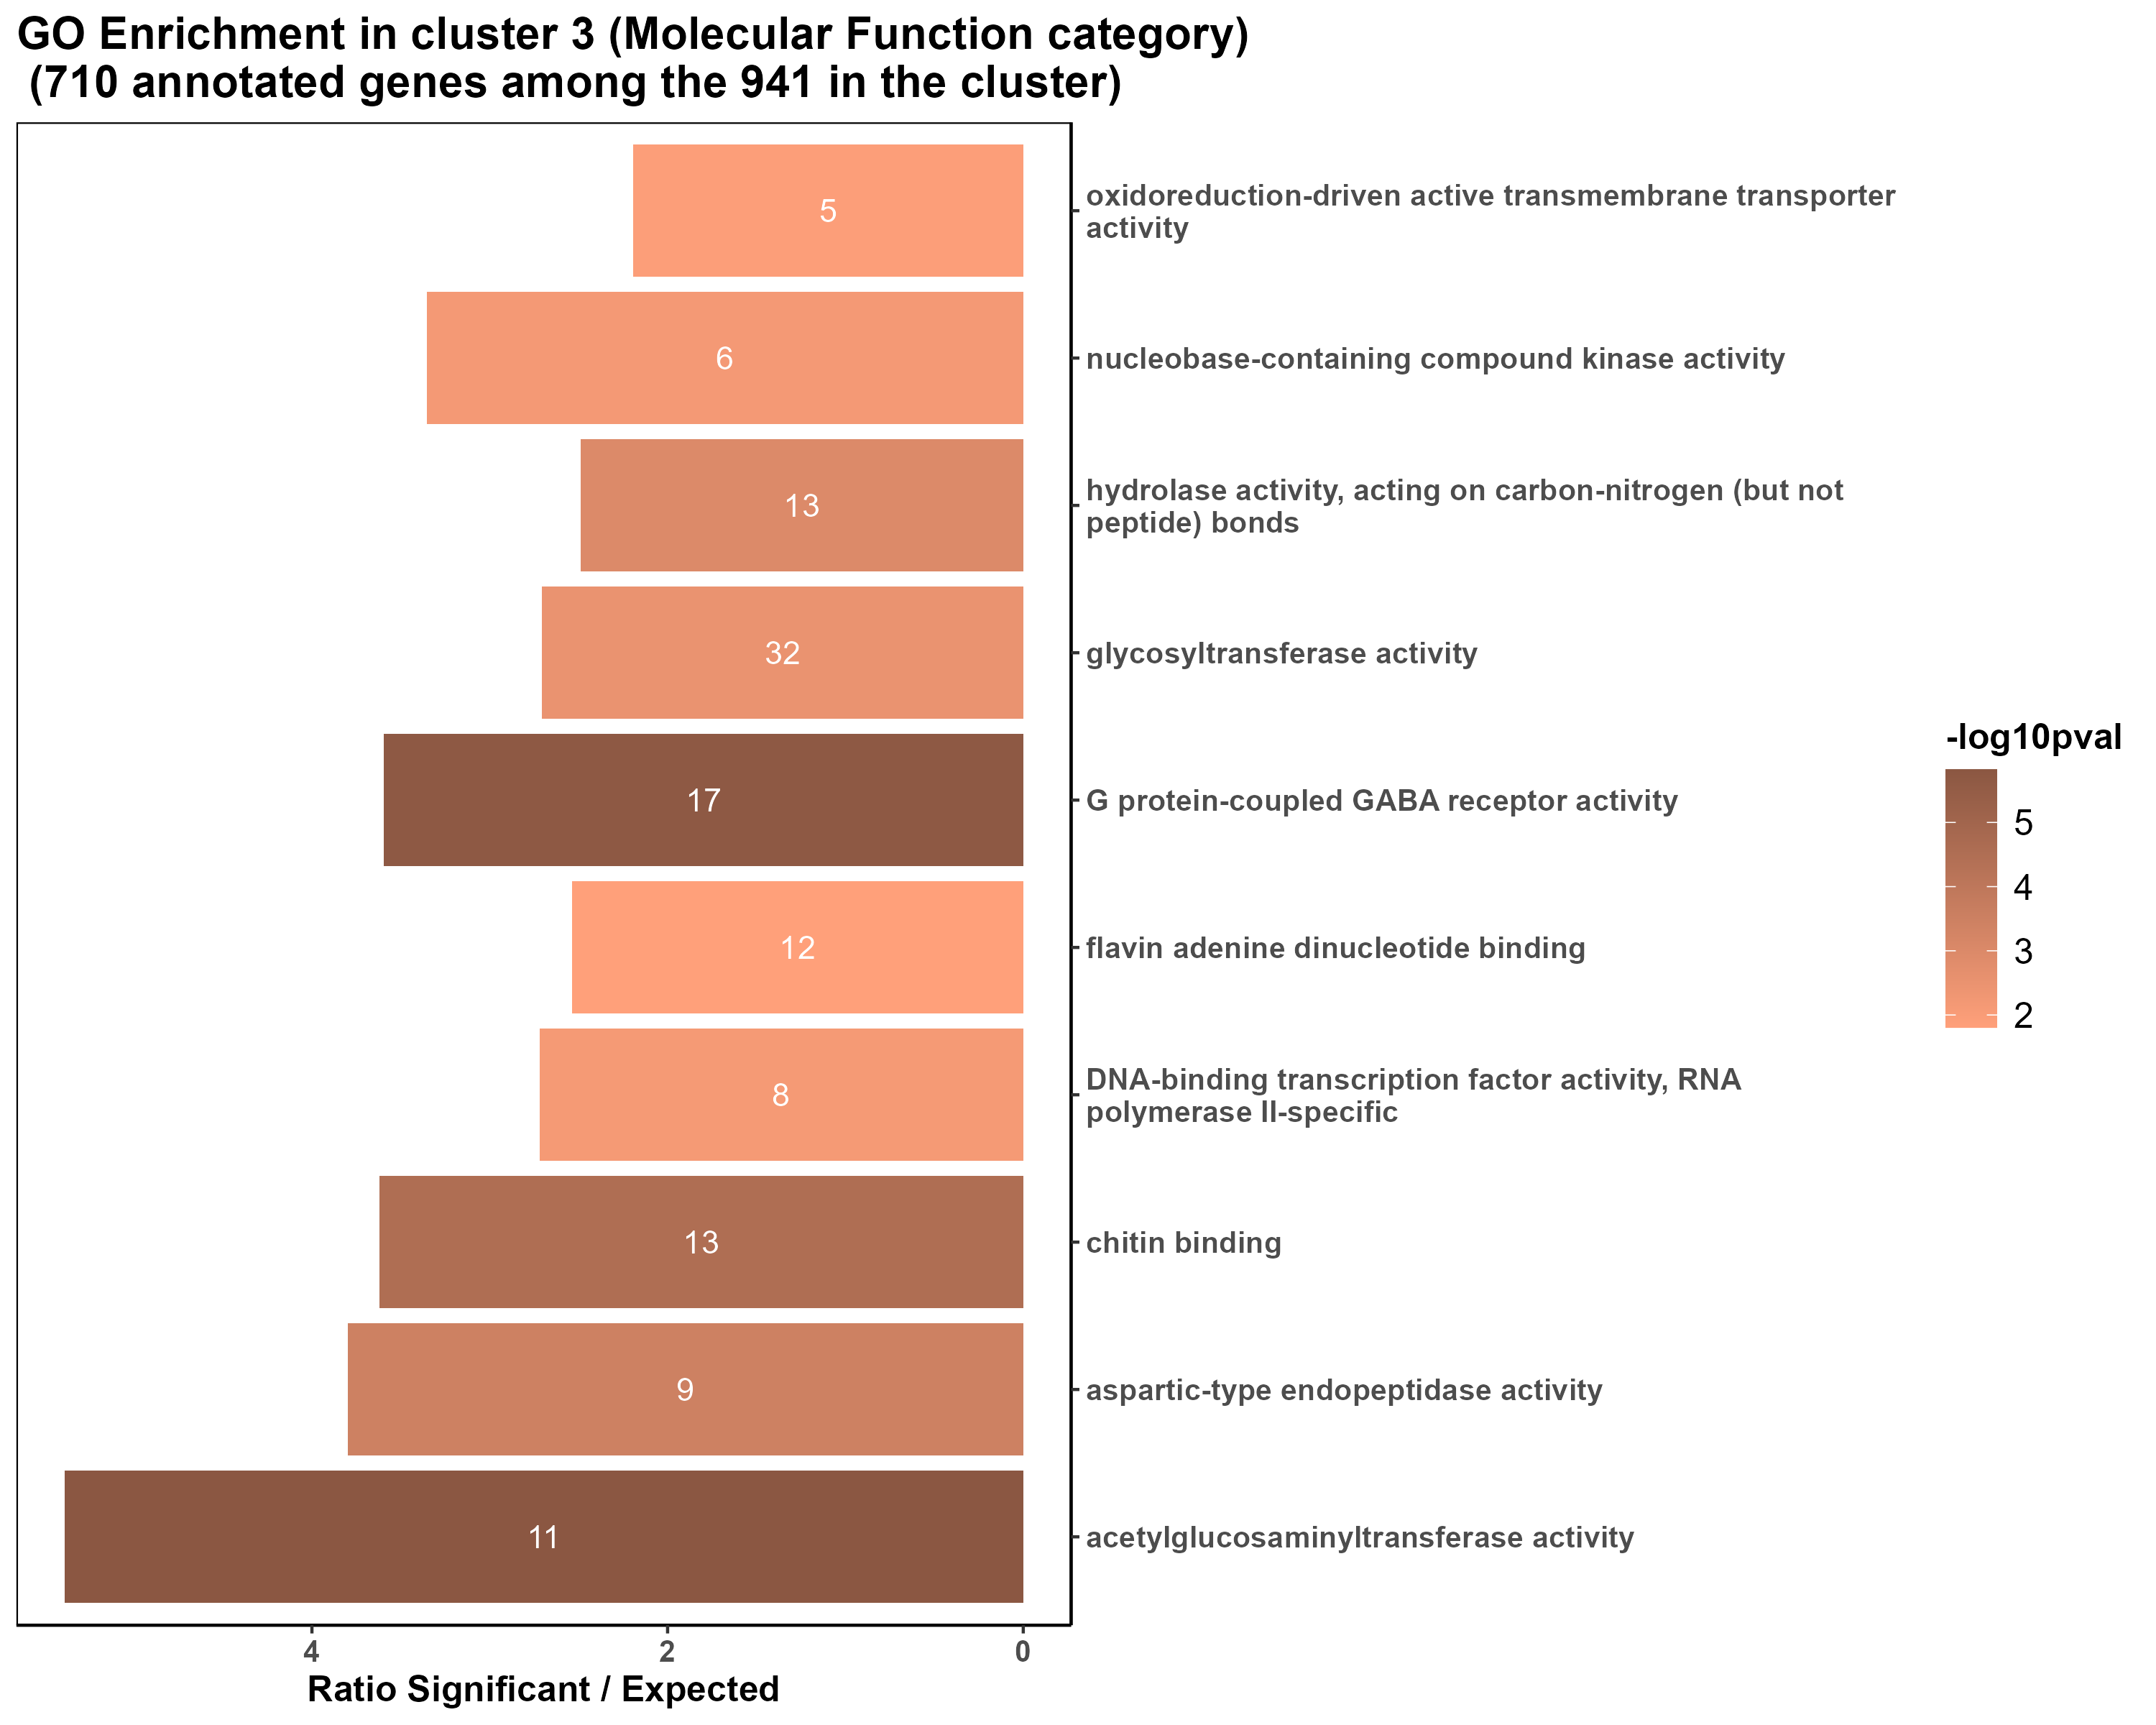 GO Enrichment in cluster 3 (Molecular Function category)
(710 annotated genes among the 941 in the cluster)
5
oxidoreduction-driven active transmembrane transporter
activity
6
nucleobase-containing compound kinase activity
13
hydrolase activity, acting on carbon-nitrogen (but not
peptide) bonds
32
glycosyltransferase activity
17
G protein-coupled GABA receptor activity
12
flavin adenine dinucleotide binding
8
DNA-binding transcription factor activity, RNA
polymerase II-specific
13
chitin binding
9
aspartic-type endopeptidase activity
11
acetylglucosaminyltransferase activity
4 2 0
Ratio Significant / Expected
-log10pval
5
4
3
2